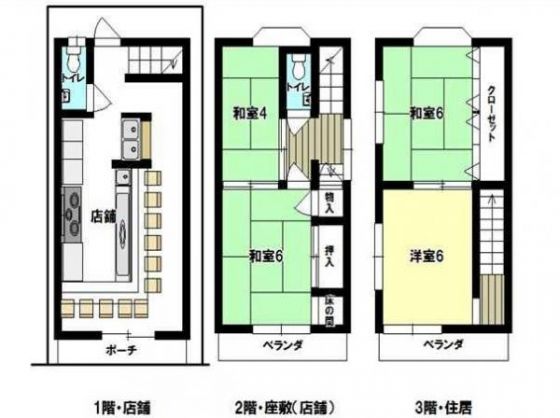 トイレ
店舗
ポーチ
1階・店舗
和室4
トイレ
和室6
物入
押入
床の間
ベランダ
2階・座敷(店舗)
和室6
クローゼット
洋室6
ベランダ
3階・住居